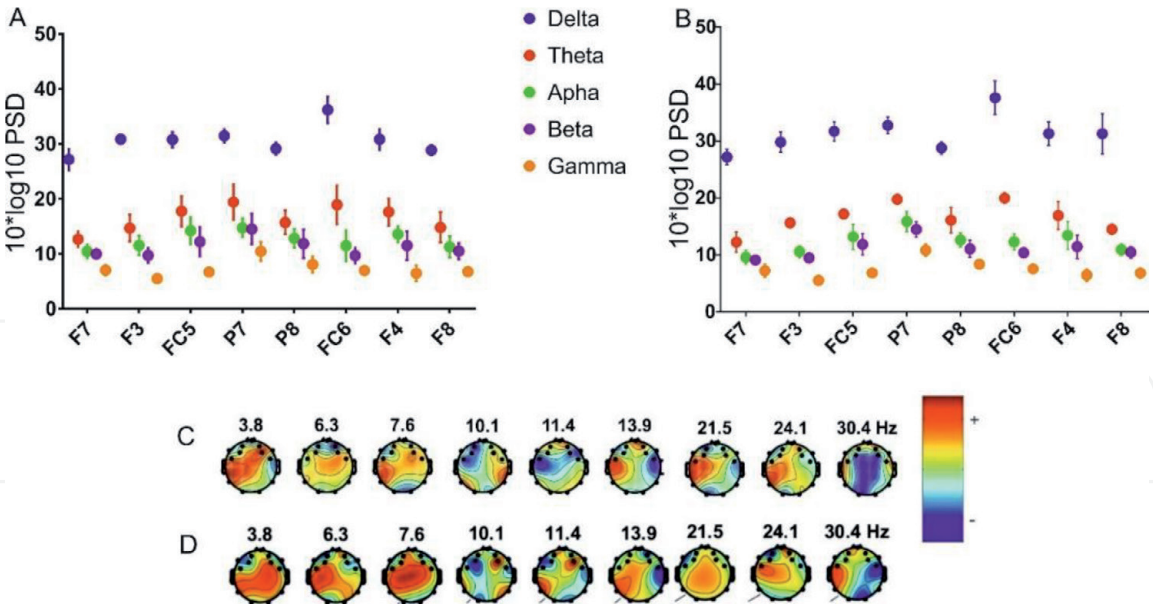 A
50
40
30
20
10
0
10*log10 PSD
F7 F3 FC5 P7 P8 FC6 F4 F8
Delta
Theta
Apha
Beta
Gamma
B
50
40
30
20
10
0
10*log10 PSD
F7 F3 FC5 P7 P8 FC6 F4 F8
C
3.8 6.3 7.6 10.1 11.4 13.9 21.5 24.1 30.4 Hz
D
3.8 6.3 7.6 10.1 11.4 13.9 21.5 24.1 30.4 Hz
+
-